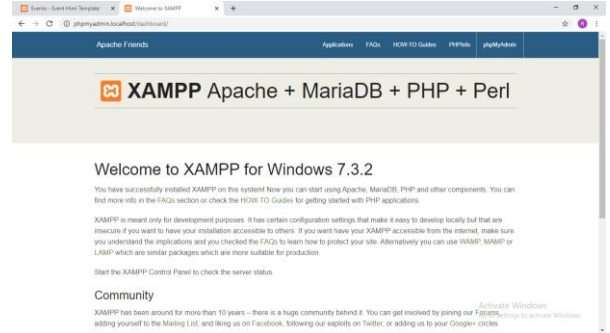 Events - Event Html Template
Welcome to XAMPP
phpmyadmin.localhost/dashboard/
Apache Friends
Applications FAQs HOW-TO Guides PHPInfo phpMyAdmin
XAMPP Apache + MariaDB + PHP + Perl
Welcome to XAMPP for Windows 7.3.2
You have successfully installed XAMPP on this system! Now you can start using Apache, MariaDB, PHP and other components. You can
find more info in the FAQs section or check the HOW-TO Guides for getting started with PHP applications.
XAMPP is meant only for development purposes. It has certain configuration settings that make it easy to develop locally but that are
insecure if you want to have your installation accessible to others. If you want have your XAMPP accessible from the internet, make sure
you understand the implications and you checked the FAQs to learn how to protect your site. Alternatively you can use WAMP, MAMP or
LAMP which are similar packages which are more suitable for production.
Start the XAMPP Control Panel to check the server status.
Community
Activate Windows
XAMPP has been around for more than 10 years – there is a huge community behind it. You can get involved by joining our Forums,
settings to activate Windows.
adding yourself to the Mailing List, and liking us on Facebook, following our exploits on Twitter, or adding us to your Google+ circles